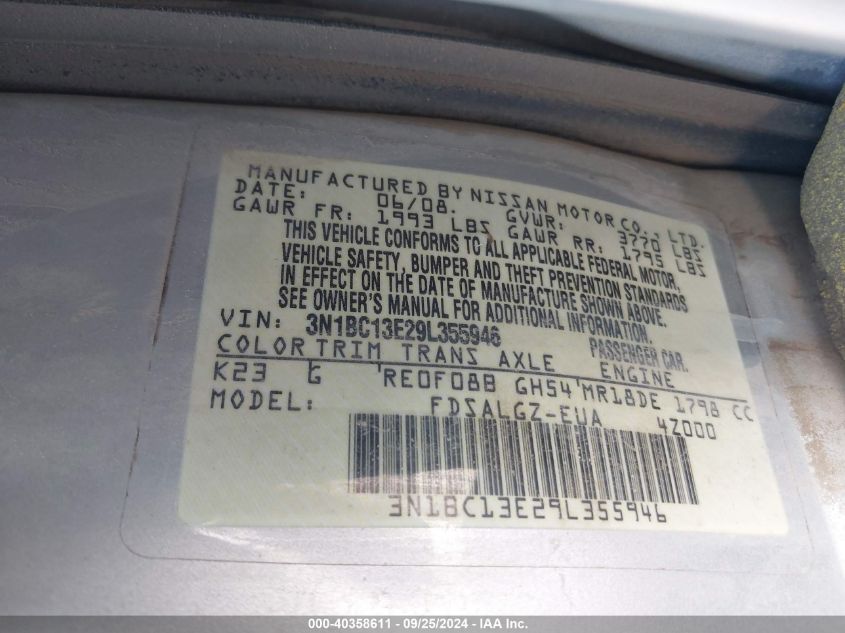 MANUFACTURED BY NISSAN MOTOR CO., LTD.
DATE: 06/08. GVWR: 3770 LBS
GAWR FR: 1993 LBS GAWR RR: 1795 LBS
THIS VEHICLE CONFORMS TO ALL APPLICABLE FEDERAL MOTOR
VEHICLE SAFETY, BUMPER AND THEFT PREVENTION STANDARDS
IN EFFECT ON THE DATE OF MANUFACTURE SHOWN ABOVE.
SEE OWNER'S MANUAL FOR ADDITIONAL INFORMATION.
VIN: 3N1BC13E29L355946 PASSENGER CAR.
COLOR TRIM TRANS AXLE ENGINE
K23 G RE0F08B GH54 MR18DE 1798 CC
MODEL: FDSALGZ-EUA 4Z000
3N1BC13E29L355946
000-40358611 - 09/25/2024 - IAA Inc.